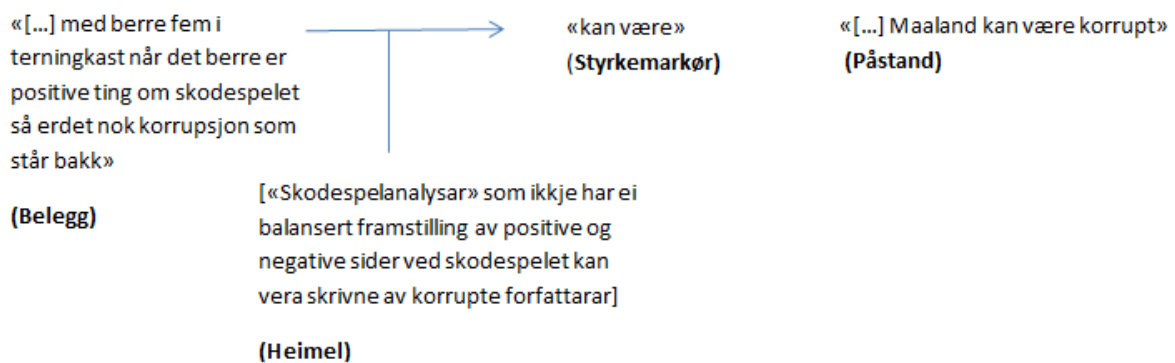 «[…] med berre fem i
terningkast når det berre er
positive ting om skodespelet
så erdet nok korrupsjon som
står bakk»
(Belegg)
«kan være»
(Styrkemarkør)
«[…] Maaland kan være korrupt»
(Påstand)
[«Skodespelanalysar» som ikkje har ei
balansert framstilling av positive og
negative sider ved skodespelet kan
vera skrivne av korrupte forfattarar]
(Heimel)